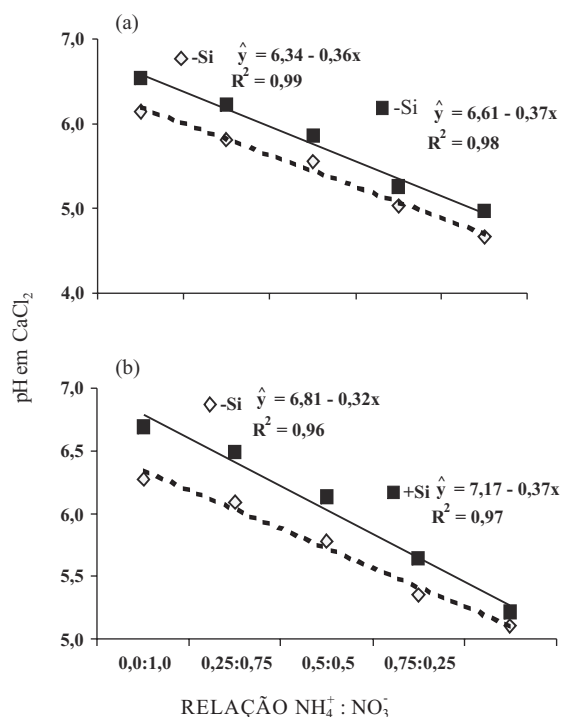 (a)
7,0
-Si ŷ = 6,34 - 0,36x
R² = 0,99
-Si ŷ = 6,61 - 0,37x
R² = 0,98
6,0
5,0
4,0
pH em CaCl₂
(b)
7,0
-Si ŷ = 6,81 - 0,32x
R² = 0,96
+Si ŷ = 7,17 - 0,37x
R² = 0,97
6,5
6,0
5,5
5,0
0,0:1,0 0,25:0,75 0,5:0,5 0,75:0,25
RELAÇÃO NH₄⁺ : NO₃⁻